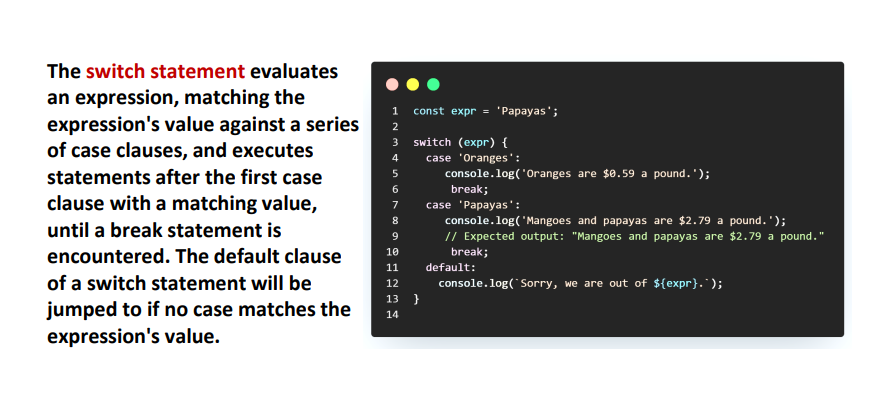 The switch statement evaluates
an expression, matching the
expression's value against a series
of case clauses, and executes
statements after the first case
clause with a matching value,
until a break statement is
encountered. The default clause
of a switch statement will be
jumped to if no case matches the
expression's value.
1 const expr = 'Papayas';
2
3 switch (expr) {
4 case 'Oranges':
5 console.log('Oranges are $0.59 a pound.');
6 break;
7 case 'Papayas':
8 console.log('Mangoes and papayas are $2.79 a pound.');
9 // Expected output: "Mangoes and papayas are $2.79 a pound."
10 break;
11 default:
12 console.log(`Sorry, we are out of ${expr}.`);
13 }
14